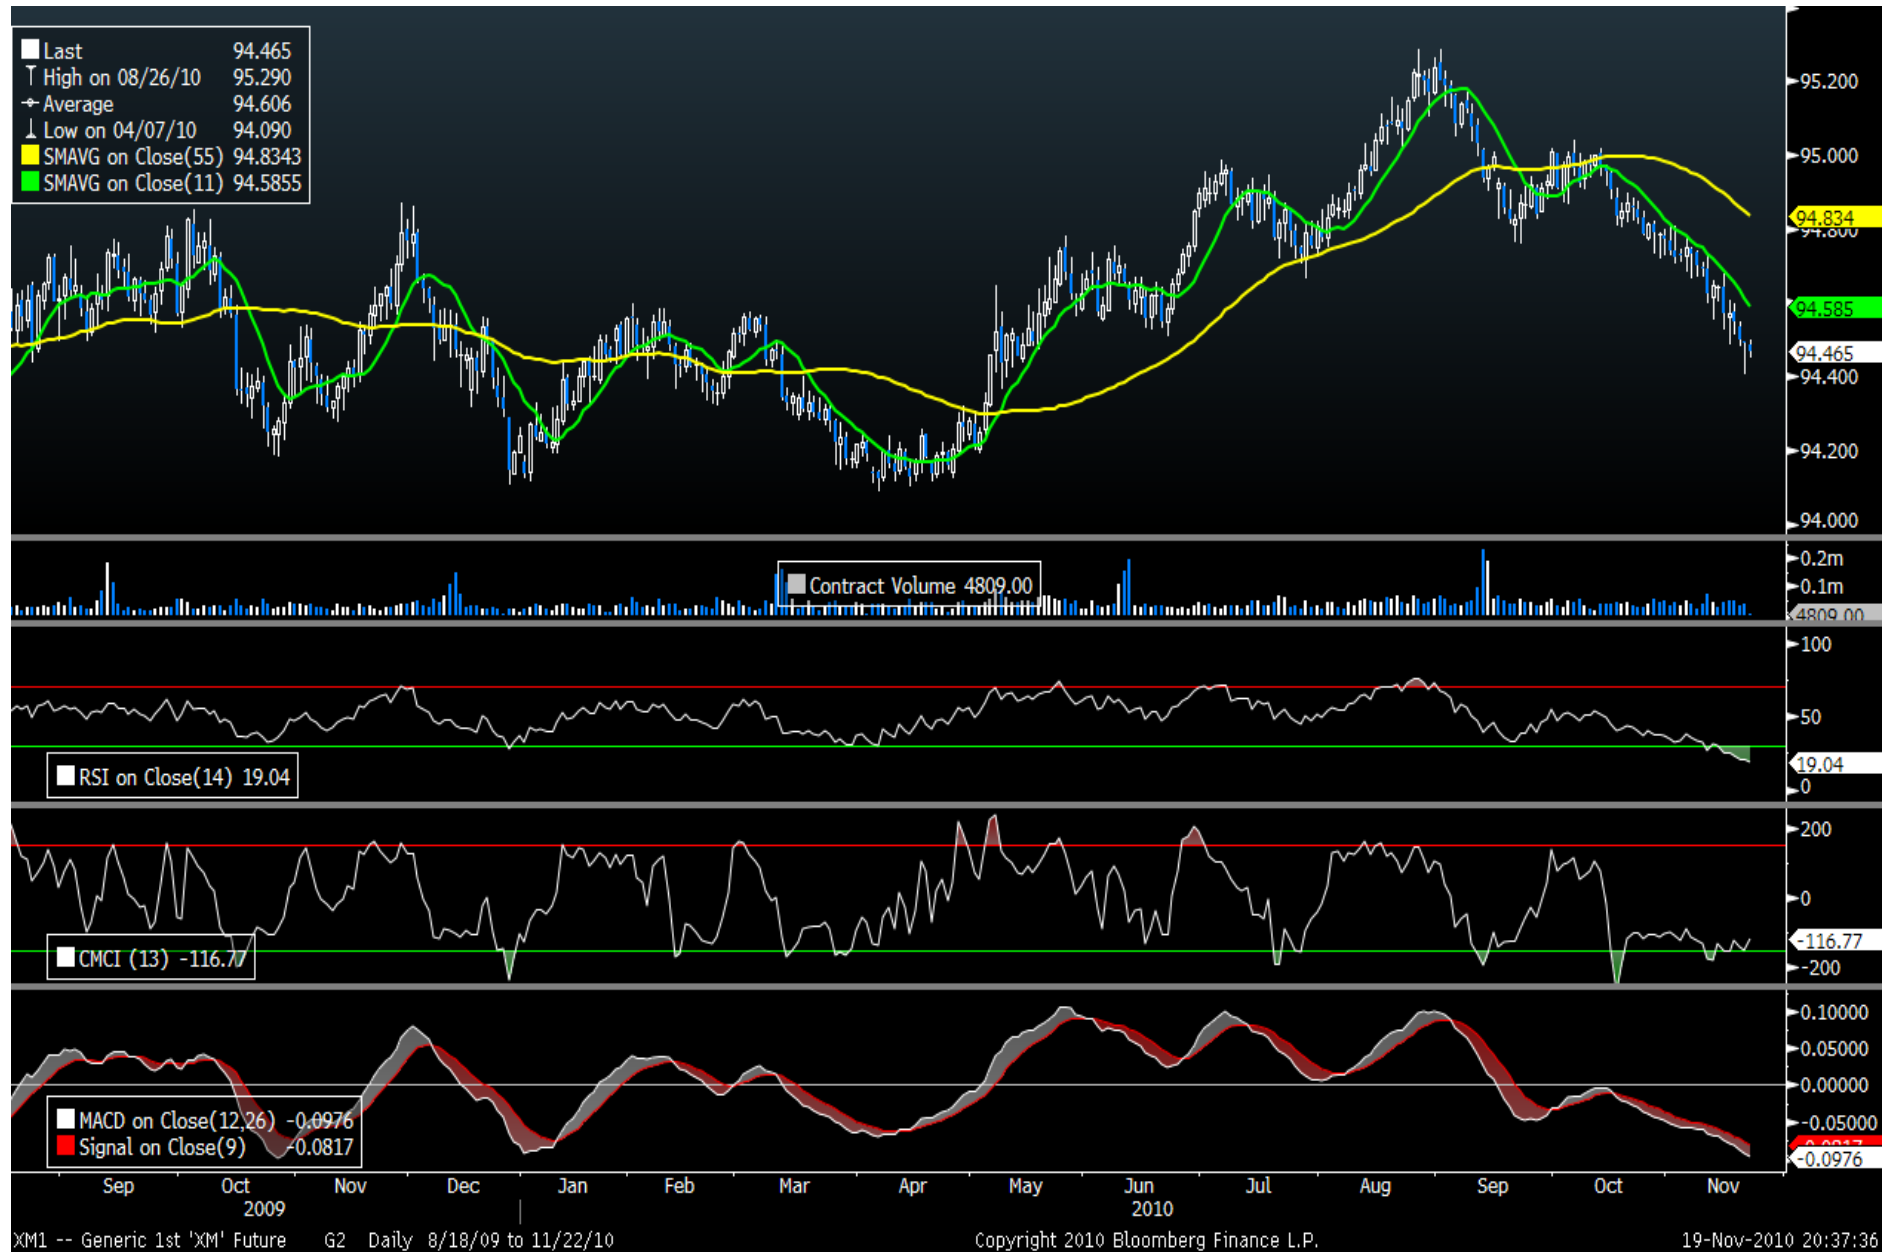 Last 94.465
High on 08/26/10 95.290
Average 94.606
Low on 04/07/10 94.090
SMAVG on Close(55) 94.8343
SMAVG on Close(11) 94.5855
95.200
95.000
94.834
94.800
94.585
94.465
94.400
94.200
94.000
Contract Volume 4809.00
0.2m
0.1m
4809.00
100
50
RSI on Close(14) 19.04
19.04
0
200
0
CMCI (13) -116.77
-116.77
-200
0.10000
0.05000
0.00000
MACD on Close(12,26) -0.0976
Signal on Close(9) -0.0817
-0.05000
-0.0817
-0.0976
Sep Oct Nov Dec Jan Feb Mar Apr May Jun Jul Aug Sep Oct Nov
2009 2010
XM1 -- Generic 1st 'XM' Future G2 Daily 8/18/09 to 11/22/10 Copyright 2010 Bloomberg Finance L.P. 19-Nov-2010 20:37:36